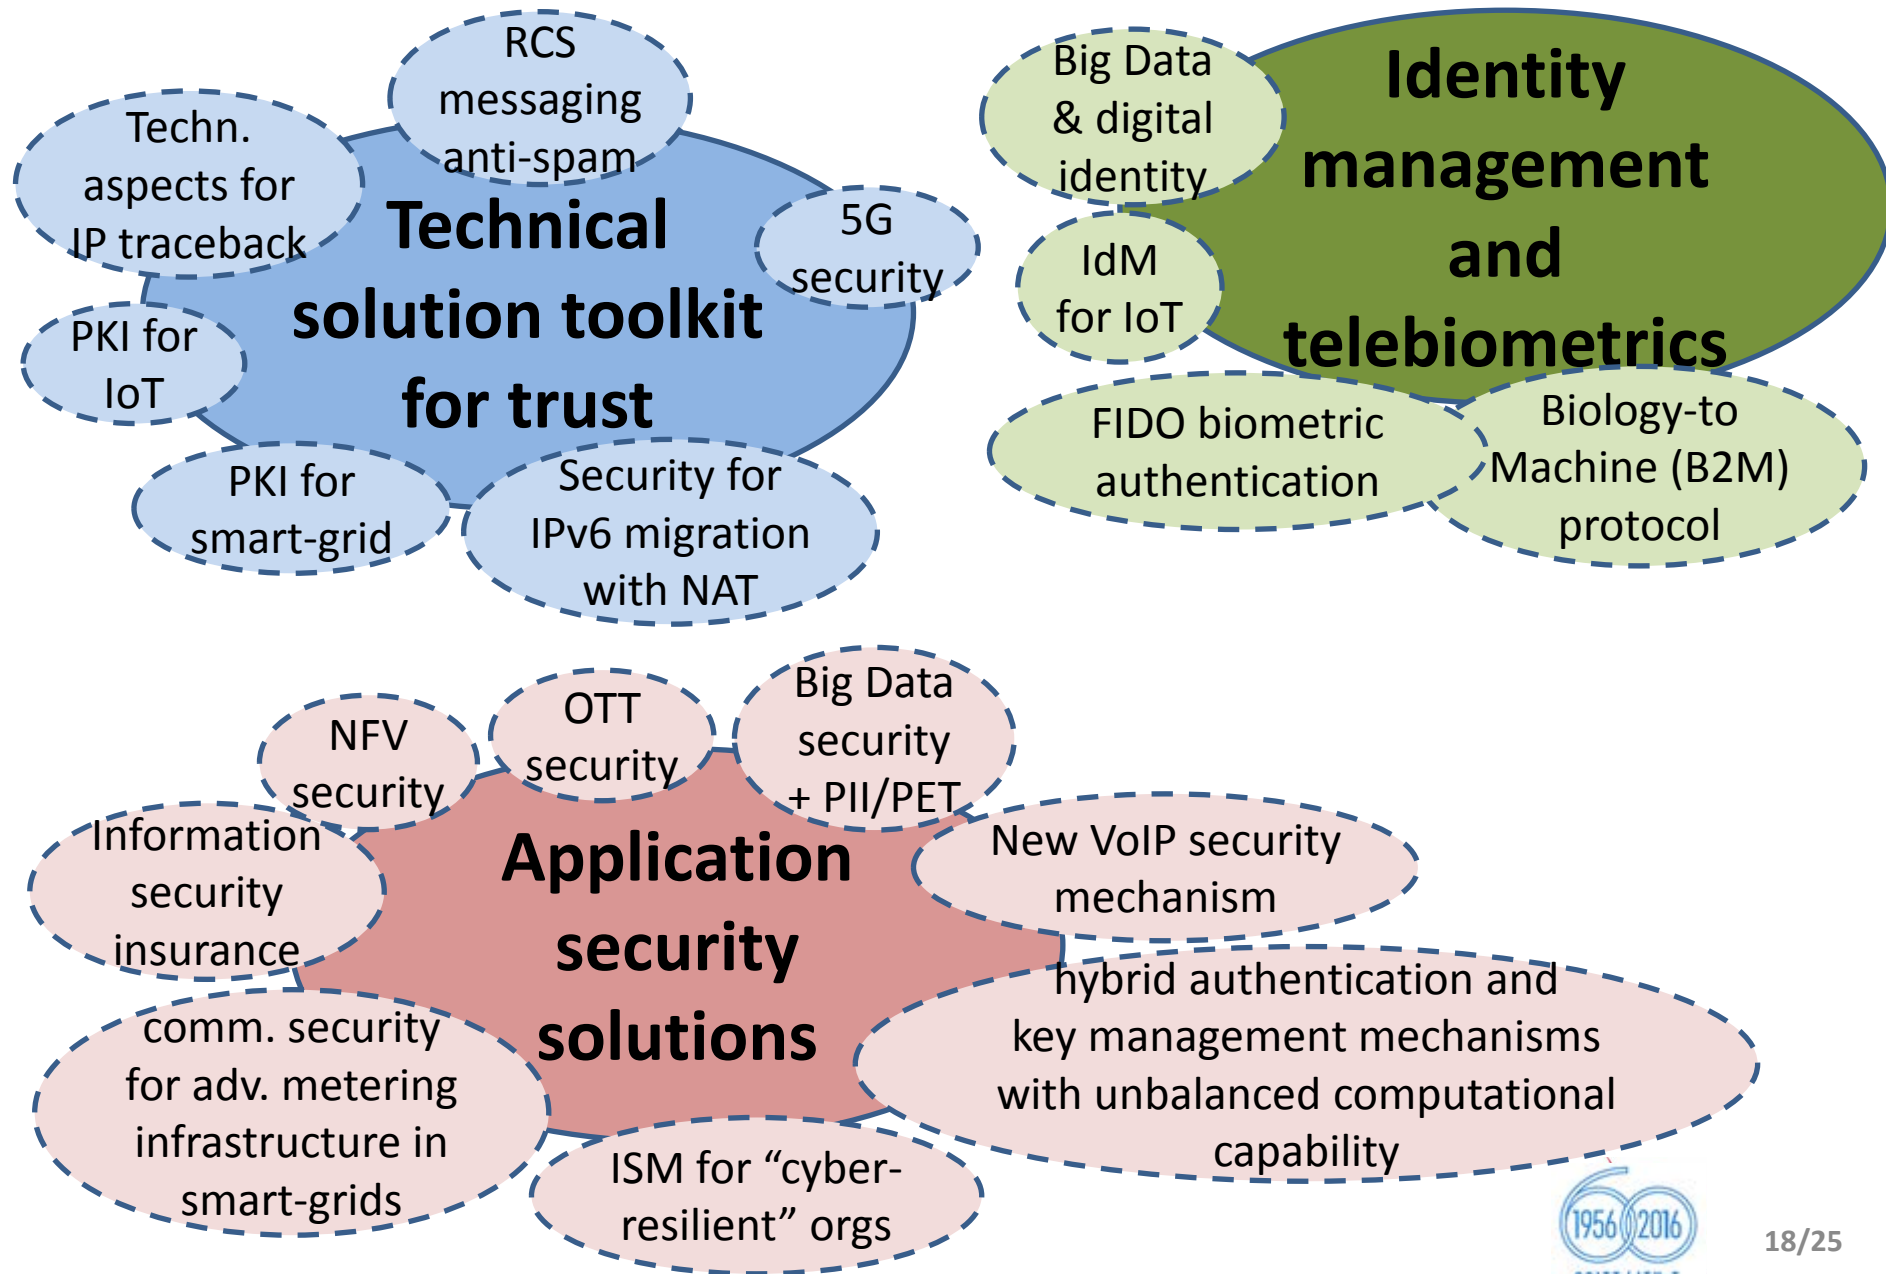 RCS
messaging
anti-spam
Techn.
aspects for
IP traceback
Technical
solution toolkit
for trust
5G
security
PKI for
IoT
PKI for
smart-grid
Security for
IPv6 migration
with NAT
Big Data
& digital
identity
Identity
management
and
telebiometrics
IdM
for IoT
FIDO biometric
authentication
Biology-to
Machine (B2M)
protocol
NFV
security
OTT
security
Big Data
security
+ PII/PET
Information
security
insurance
Application
security
solutions
New VoIP security
mechanism
hybrid authentication and
key management mechanisms
with unbalanced computational
capability
comm. security
for adv. metering
infrastructure in
smart-grids
ISM for “cyber-
resilient” orgs
60
1956 2016
18/25